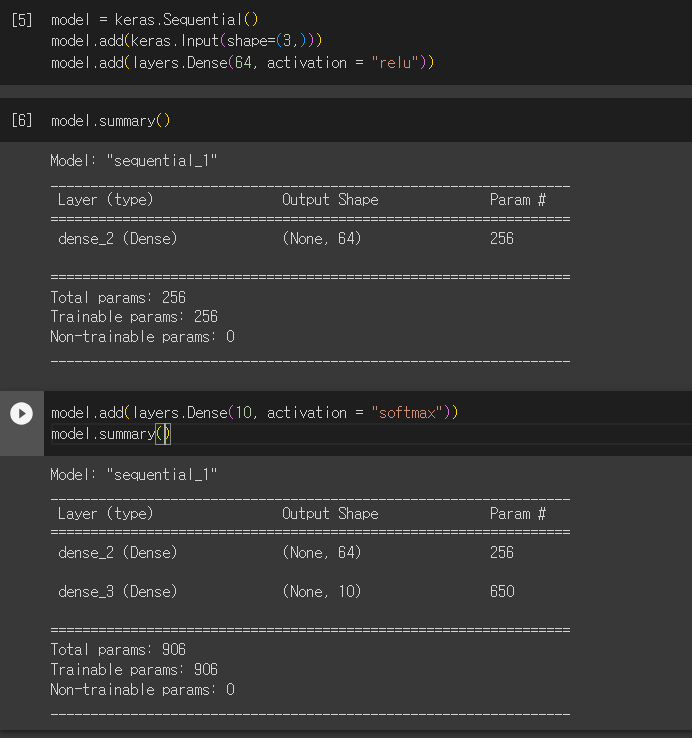 [5] model = keras.Sequential()
model.add(keras.Input(shape=(3,)))
model.add(layers.Dense(64, activation = "relu"))
[6] model.summary()
Model: "sequential_1"
_________________________________________________________________
Layer (type) Output Shape Param #
=================================================================
dense_2 (Dense) (None, 64) 256
=================================================================
Total params: 256
Trainable params: 256
Non-trainable params: 0
_________________________________________________________________
model.add(layers.Dense(10, activation = "softmax"))
model.summary()
Model: "sequential_1"
_________________________________________________________________
Layer (type) Output Shape Param #
=================================================================
dense_2 (Dense) (None, 64) 256
dense_3 (Dense) (None, 10) 650
=================================================================
Total params: 906
Trainable params: 906
Non-trainable params: 0
_________________________________________________________________